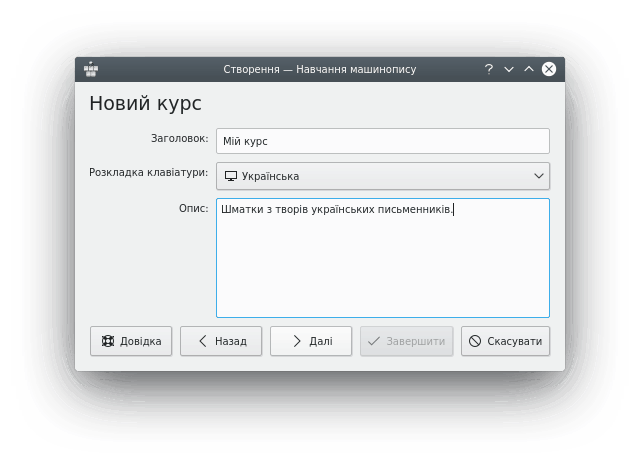 Створення — Навчання машинопису
Новий курс
Заголовок: Мій курс
Розкладка клавіатури: Українська
Опис: Шматки з творів українських письменників.
Довідка Назад Далі Завершити Скасувати